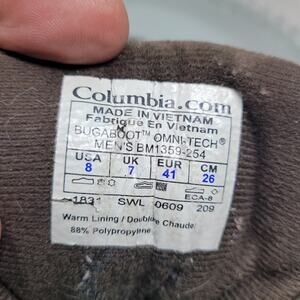 Columbia.com
MADE IN VIETNAM
Fabriqué En Vietnam
BUGABOOT™ OMNI-TECH®
MEN'S BM1359-254
USA UK EUR CM
8 7 41 26
ECA-8
1831 SWL 0609 209
Warm Lining / Doublure Chaude
88% Polypropylene